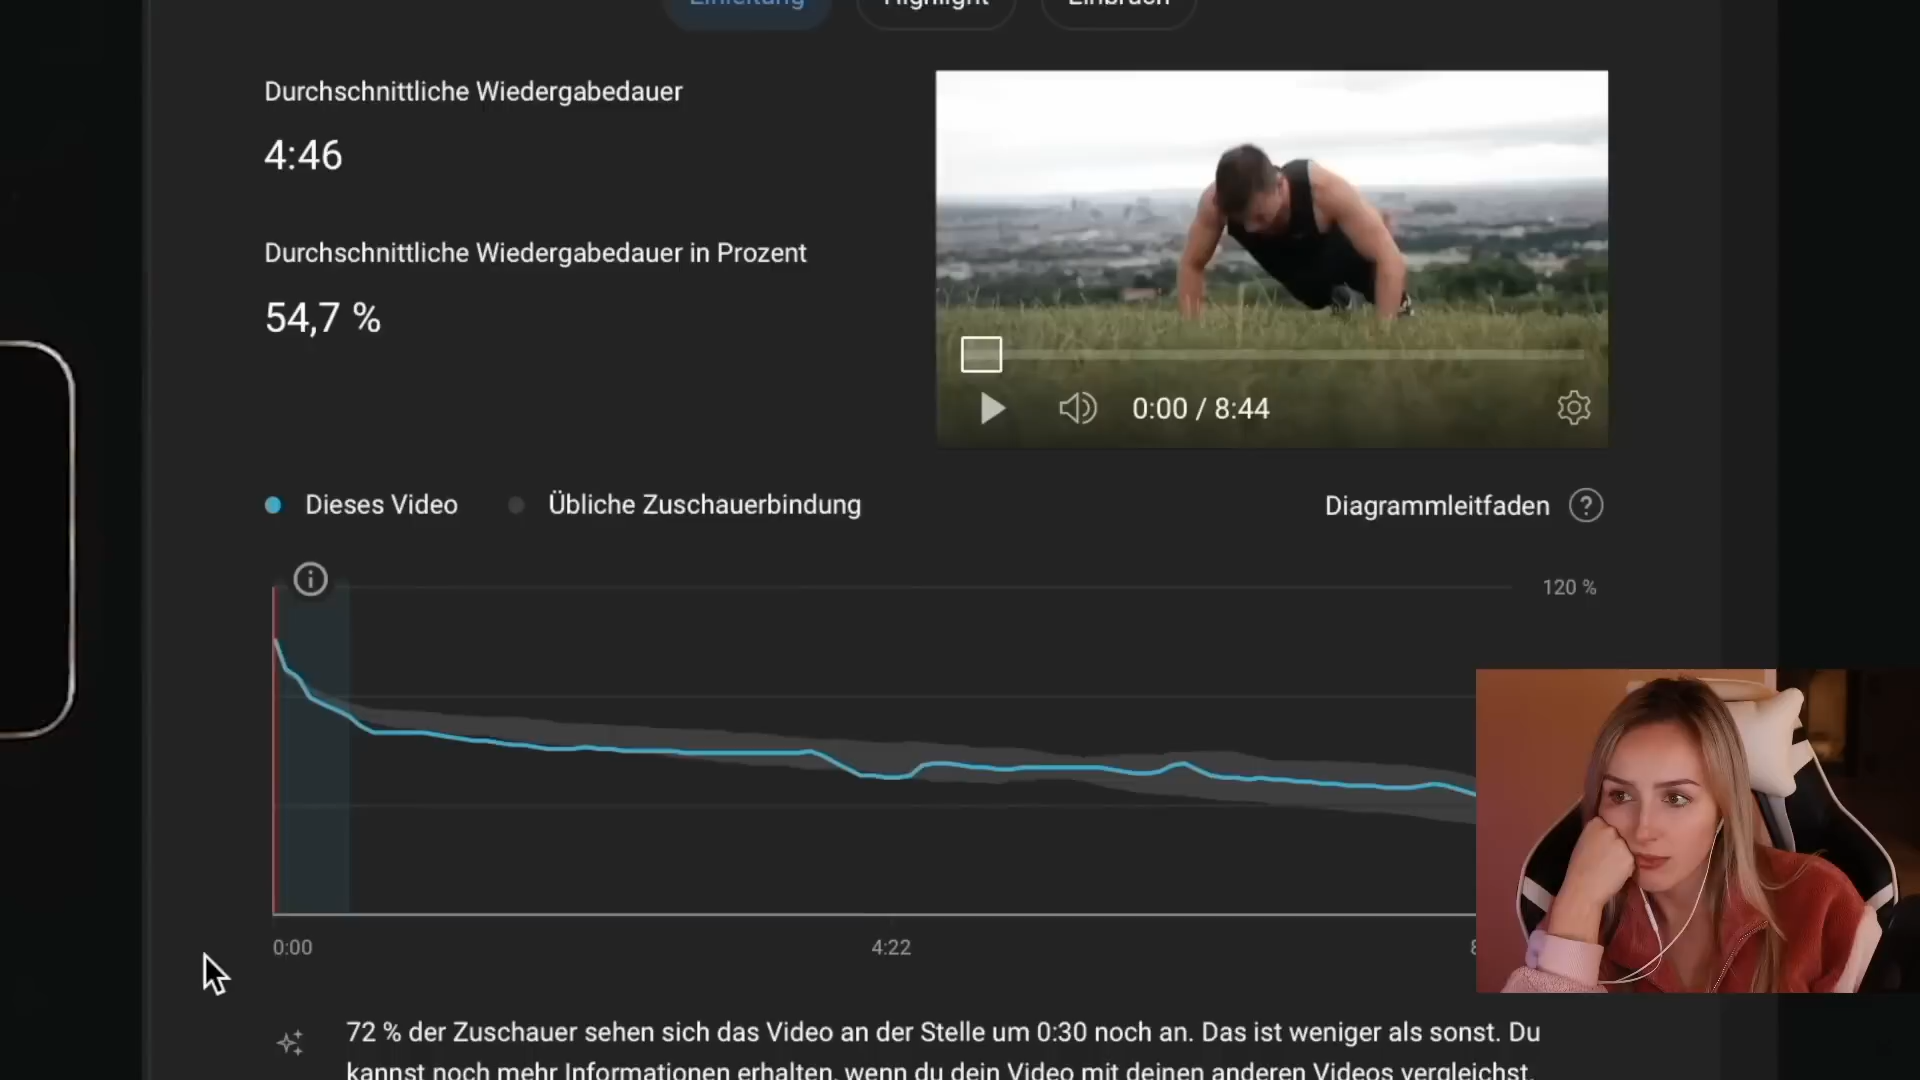 Einleitung
Highlight
Einbruch
Durchschnittliche Wiedergabedauer
4:46
Durchschnittliche Wiedergabedauer in Prozent
54,7 %
0:00 / 8:44
Dieses Video
Übliche Zuschauerbindung
Diagrammleitfaden
120 %
0:00
4:22
72 % der Zuschauer sehen sich das Video an der Stelle um 0:30 noch an. Das ist weniger als sonst. Du
kannst noch mehr Informationen erhalten, wenn du dein Video mit deinen anderen Videos vergleichst.